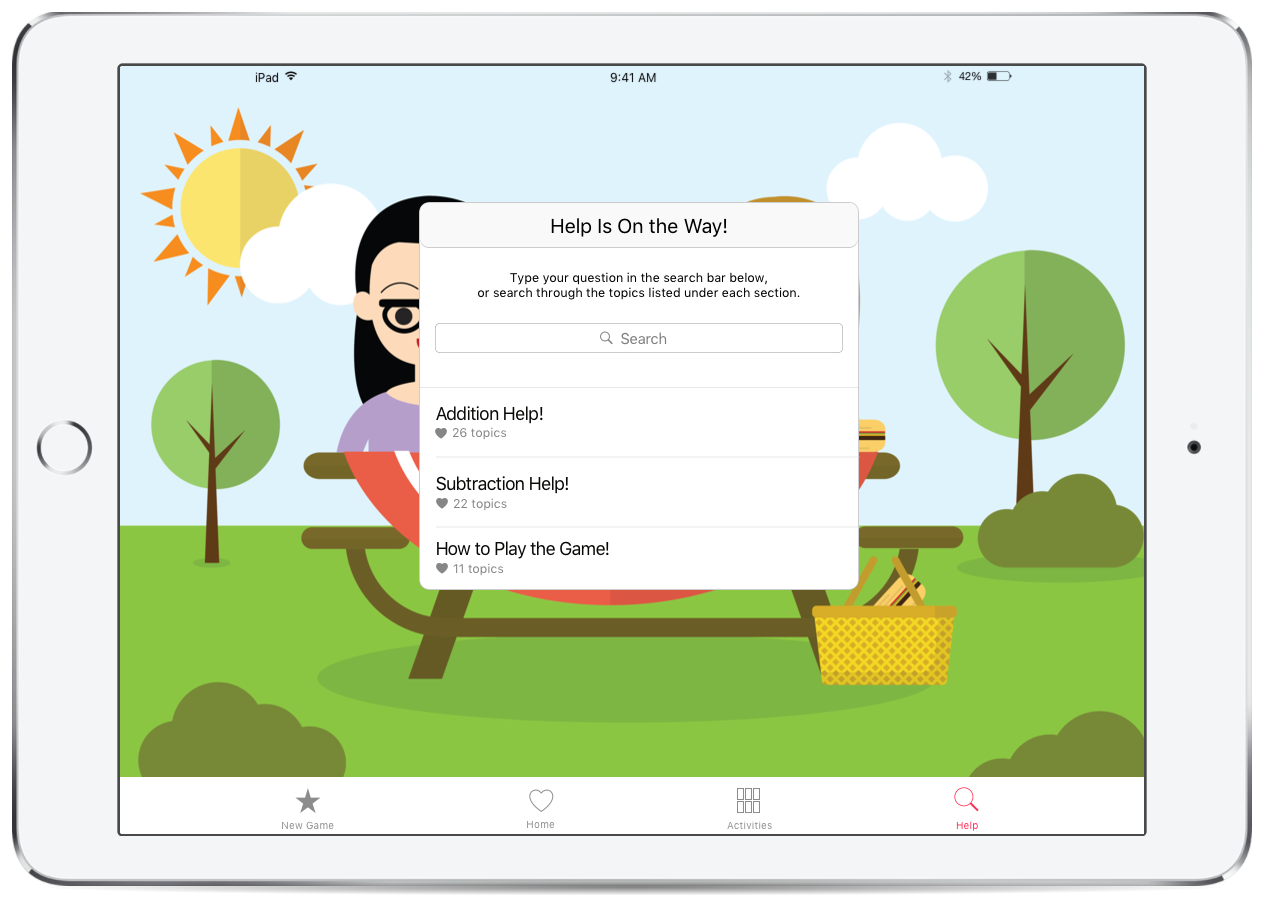 iPad
9:41 AM
42%
Help Is On the Way!
Type your question in the search bar below,
or search through the topics listed under each section.
Search
Addition Help!
26 topics
Subtraction Help!
22 topics
How to Play the Game!
11 topics
New Game
Home
Activities
Help